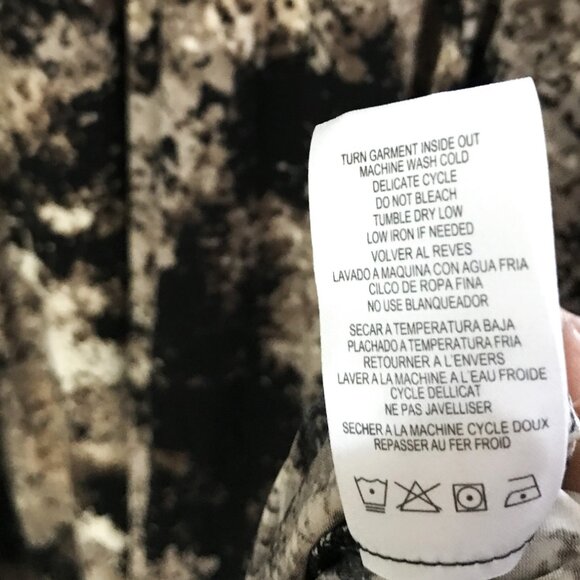 TURN GARMENT INSIDE OUT
MACHINE WASH COLD
DELICATE CYCLE
DO NOT BLEACH
TUMBLE DRY LOW
LOW IRON IF NEEDED
VOLVER AL REVES
LAVADO A MAQUINA CON AGUA FRIA
CILCO DE ROPA FINA
NO USE BLANQUEADOR
SECAR A TEMPERATURA BAJA
PLACHADO A TEMPERATURA FRIA
RETOURNER A L'ENVERS
LAVER A LA MACHINE A L'EAU FROIDE
CYCLE DELLICAT
NE PAS JAVELLISER
SECHER A LA MACHINE CYCLE DOUX
REPASSER AU FER FROID